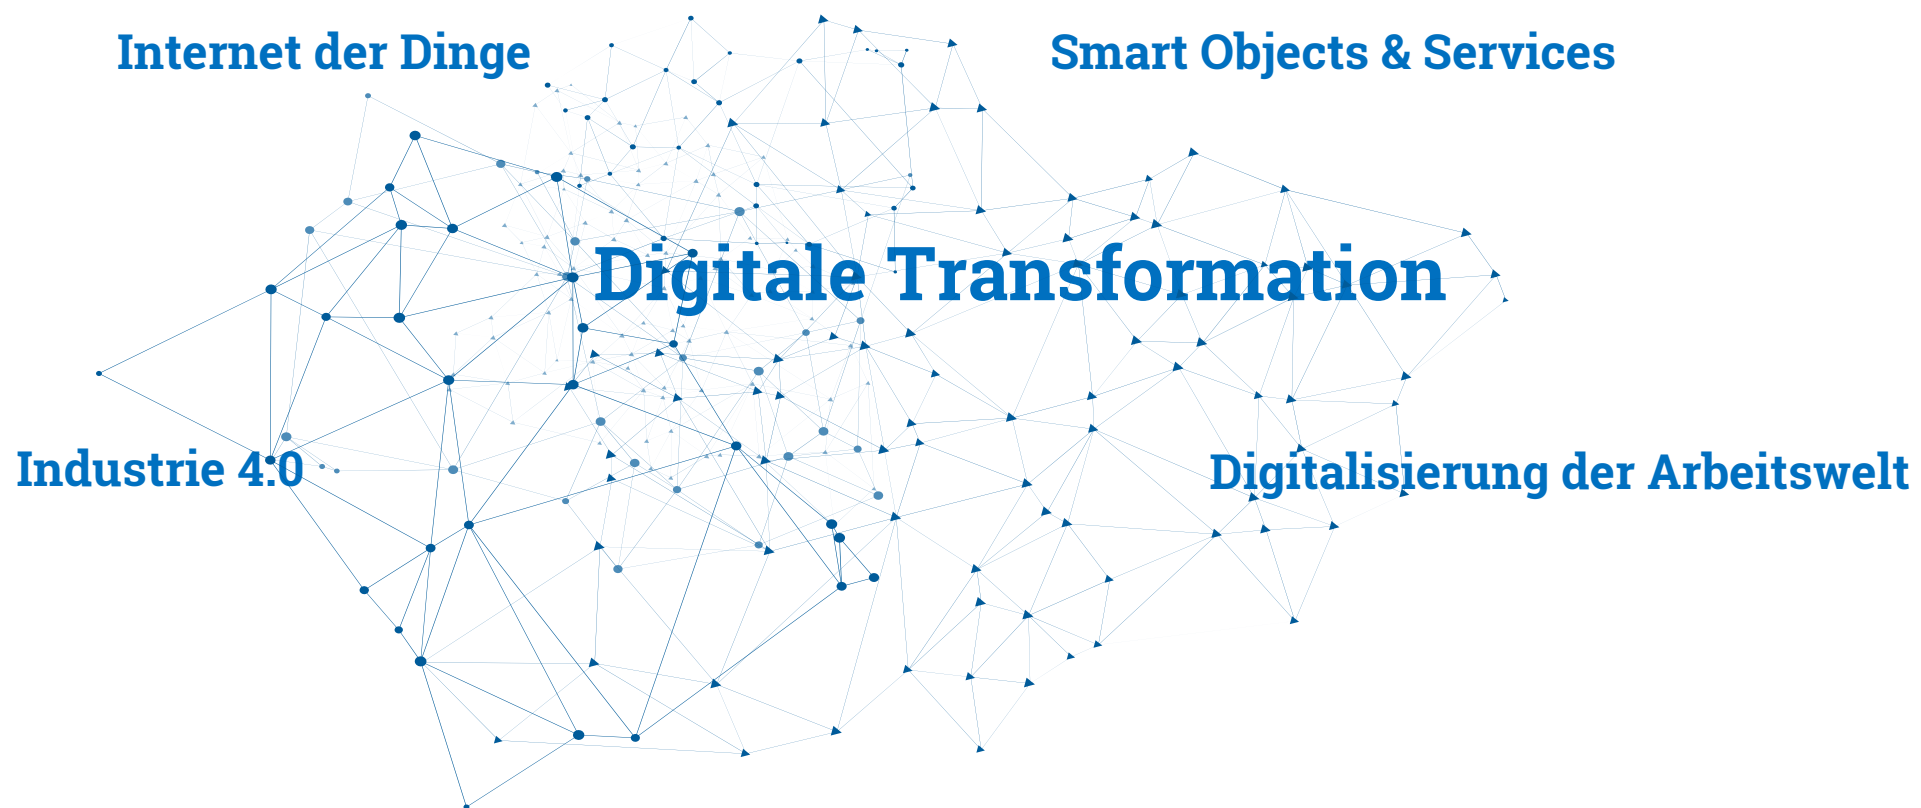 Internet der Dinge
Smart Objects & Services
Digitale Transformation
Industrie 4.0
Digitalisierung der Arbeitswelt